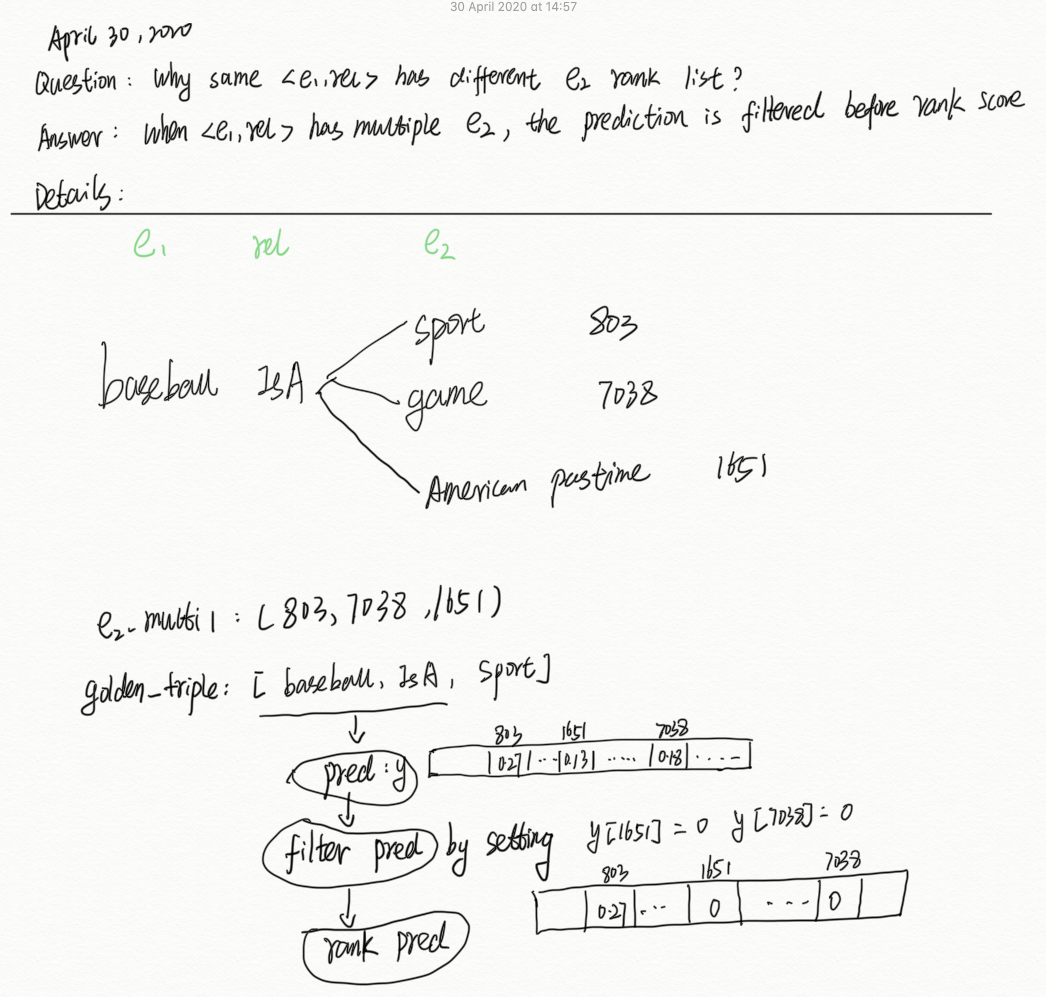 30 April 2020 at 14:57
April 30, 2020
Question: Why same <e1, rel> has different e2 rank list?
Answer: When <e1, rel> has multiple e2, the prediction is filtered before rank score
Details:
e1 rel e2
sport 803
baseball IsA game 7038
American pastime 1651
e2_multi1: (803, 7038, 1651)
golden_triple: [baseball, IsA, sport]
803 1651 7038
pred: y 0.27 ... 0.13 ..... 0.18 ....
filter pred by setting y[1651] = 0 y[7038] = 0
803 1651 7038
0.27 ... 0 .... 0
rank pred